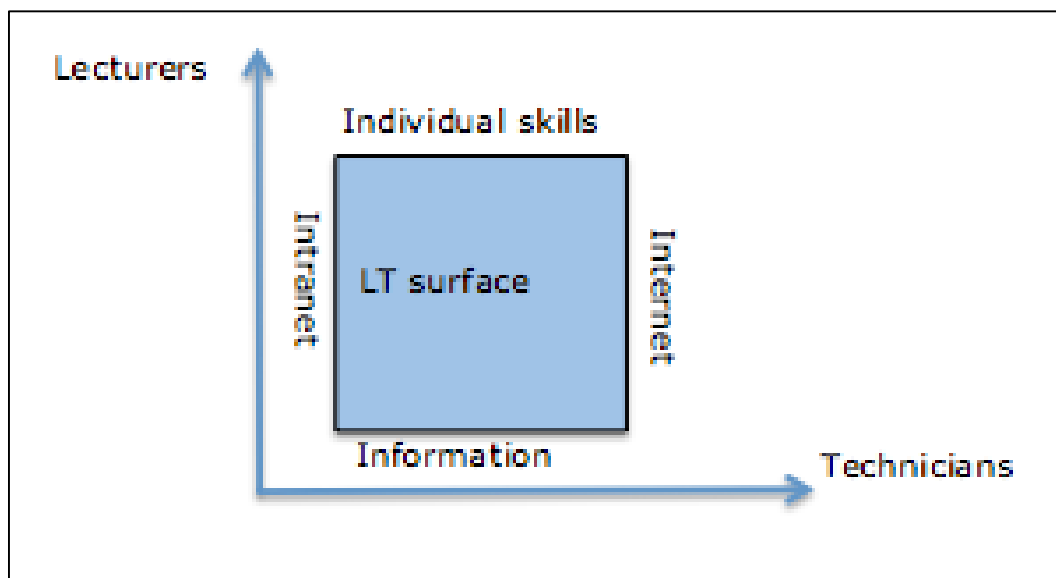 Lecturers
Individual skills
Intranet
LT surface
Internet
Information
Technicians